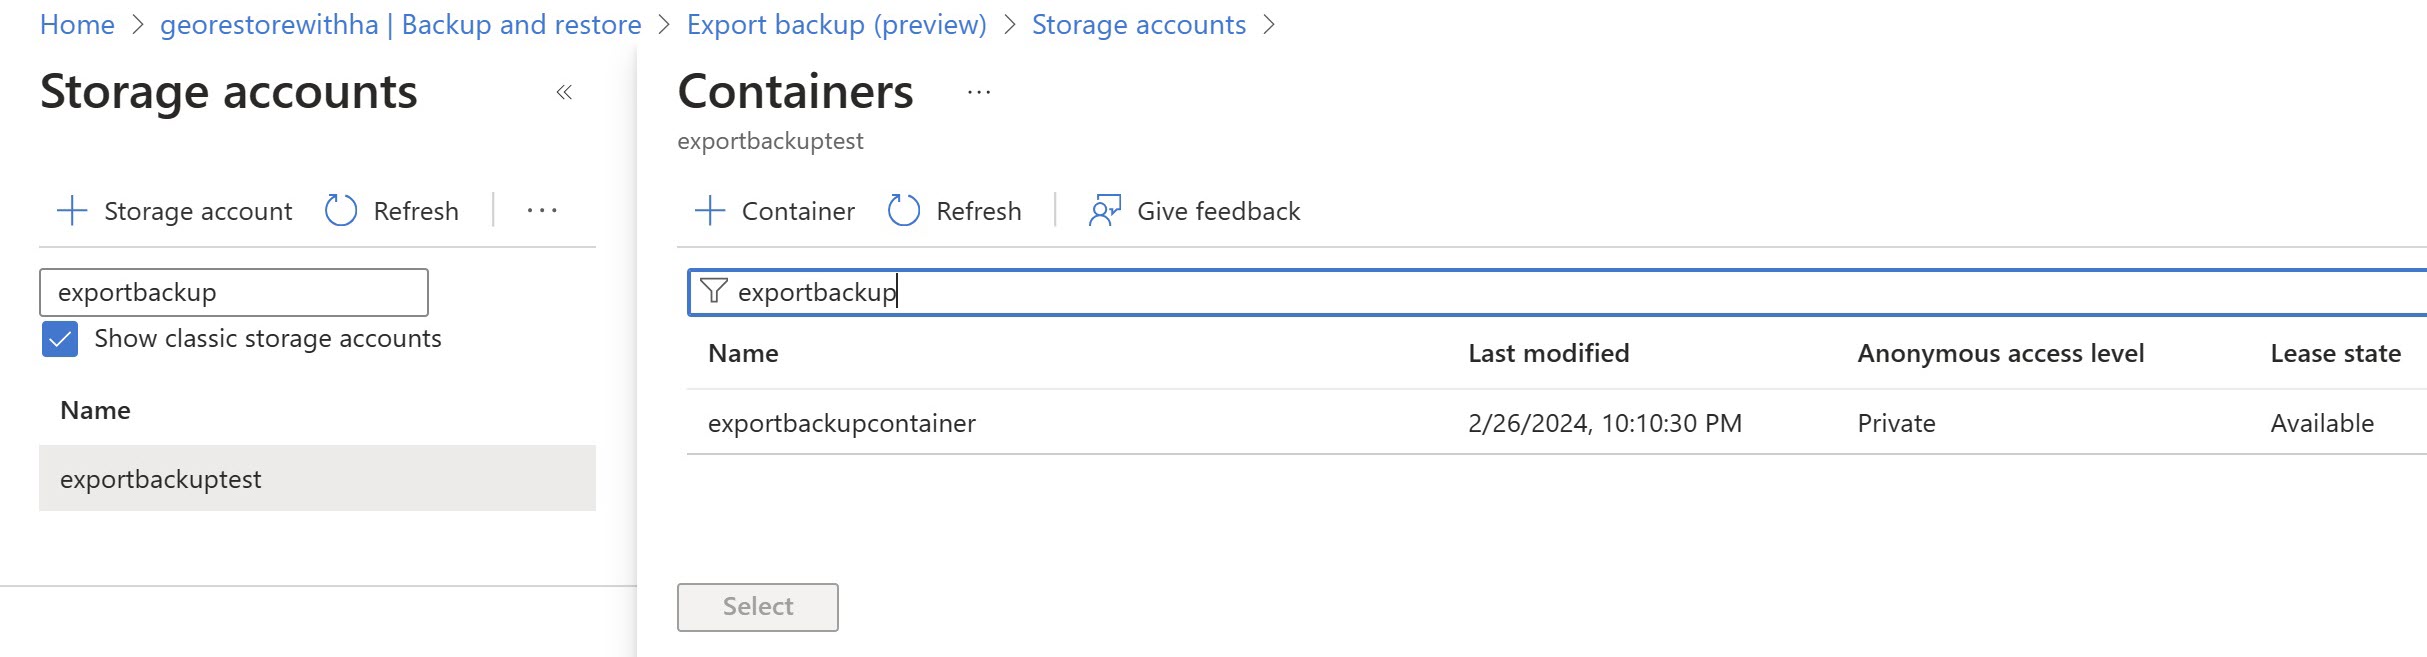 Home > georestorewithha | Backup and restore > Export backup (preview) > Storage accounts >
Storage accounts «
+ Storage account Refresh | ...
exportbackup
Show classic storage accounts
Name
exportbackuptest
Containers ...
exportbackuptest
+ Container Refresh | Give feedback
exportbackup
Name Last modified Anonymous access level Lease state
exportbackupcontainer 2/26/2024, 10:10:30 PM Private Available
Select